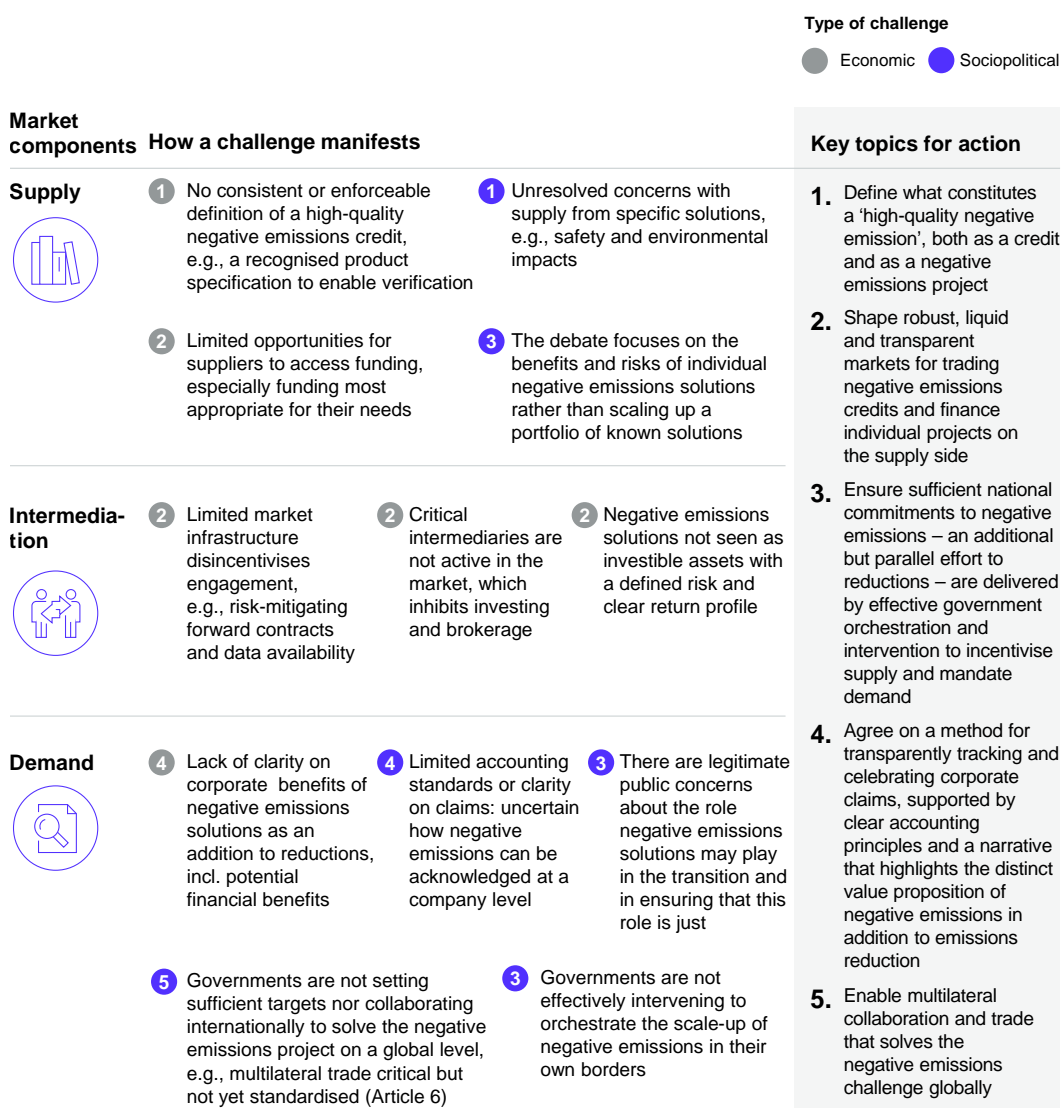 Type of challenge
Economic
Sociopolitical
Market
components
How a challenge manifests
Key topics for action
Supply
1
No consistent or enforceable
definition of a high-quality
negative emissions credit,
e.g., a recognised product
specification to enable verification
1
Unresolved concerns with
supply from specific solutions,
e.g., safety and environmental
impacts
2
Limited opportunities for
suppliers to access funding,
especially funding most
appropriate for their needs
3
The debate focuses on the
benefits and risks of individual
negative emissions solutions
rather than scaling up a
portfolio of known solutions
Intermedia-
tion
2
Limited market
infrastructure
disincentivises
engagement,
e.g., risk-mitigating
forward contracts
and data availability
2
Critical
intermediaries are
not active in the
market, which
inhibits investing
and brokerage
2
Negative emissions
solutions not seen as
investible assets with
a defined risk and
clear return profile
Demand
4
Lack of clarity on
corporate benefits of
negative emissions
solutions as an
addition to reductions,
incl. potential
financial benefits
4
Limited accounting
standards or clarity
on claims: uncertain
how negative
emissions can be
acknowledged at a
company level
3
There are legitimate
public concerns
about the role
negative emissions
solutions may play
in the transition and
in ensuring that this
role is just
5
Governments are not setting
sufficient targets nor collaborating
internationally to solve the negative
emissions project on a global level,
e.g., multilateral trade critical but
not yet standardised (Article 6)
3
Governments are not
effectively intervening to
orchestrate the scale-up of
negative emissions in their
own borders
1. Define what constitutes
a ‘high-quality negative
emission’, both as a credit
and as a negative
emissions project
2. Shape robust, liquid
and transparent
markets for trading
negative emissions
credits and finance
individual projects on
the supply side
3. Ensure sufficient national
commitments to negative
emissions – an additional
but parallel effort to
reductions – are delivered
by effective government
orchestration and
intervention to incentivise
supply and mandate
demand
4. Agree on a method for
transparently tracking and
celebrating corporate
claims, supported by
clear accounting
principles and a narrative
that highlights the distinct
value proposition of
negative emissions in
addition to emissions
reduction
5. Enable multilateral
collaboration and trade
that solves the
negative emissions
challenge globally